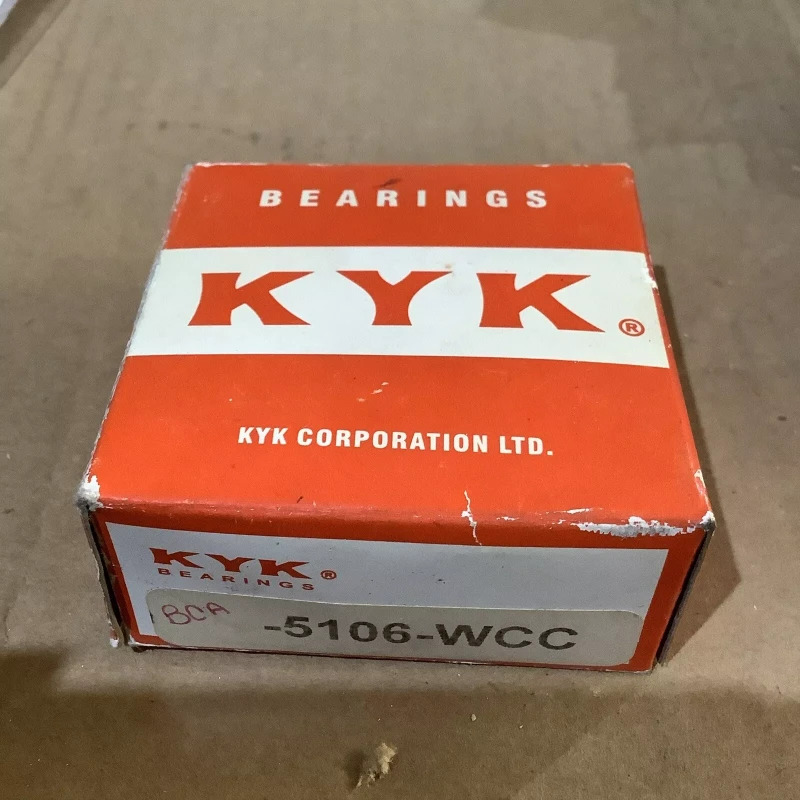 BEARINGS
KYK®
KYK CORPORATION LTD.
KYK®
BEARINGS
BCA -5106-WCC